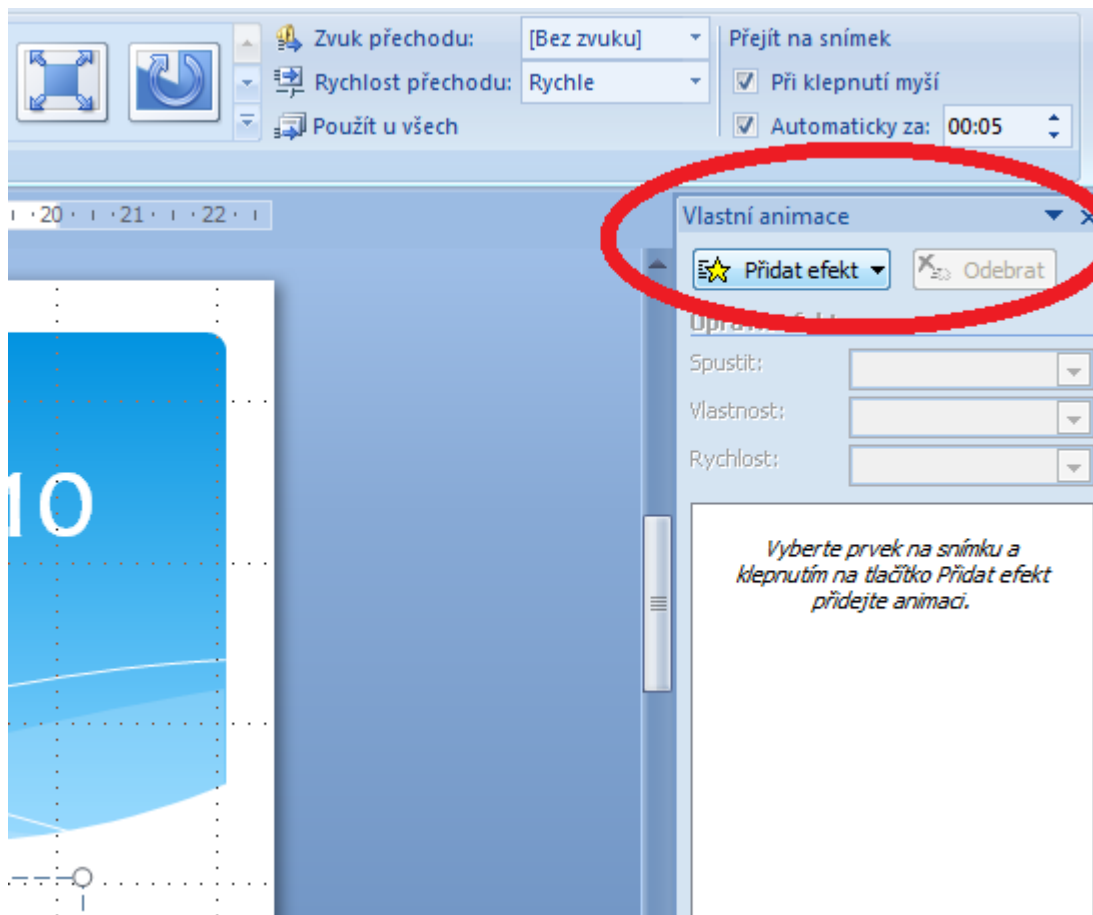 Zvuk přechodu: [Bez zvuku]
Rychlost přechodu: Rychle
Použít u všech
Přejít na snímek
Při klepnutí myší
Automaticky za: 00:05
20 21 22
Vlastní animace
Přidat efekt Odebrat
Spustit:
Vlastnost:
Rychlost:
10
Vyberte prvek na snímku a
klepnutím na tlačítko Přidat efekt
přidejte animaci.